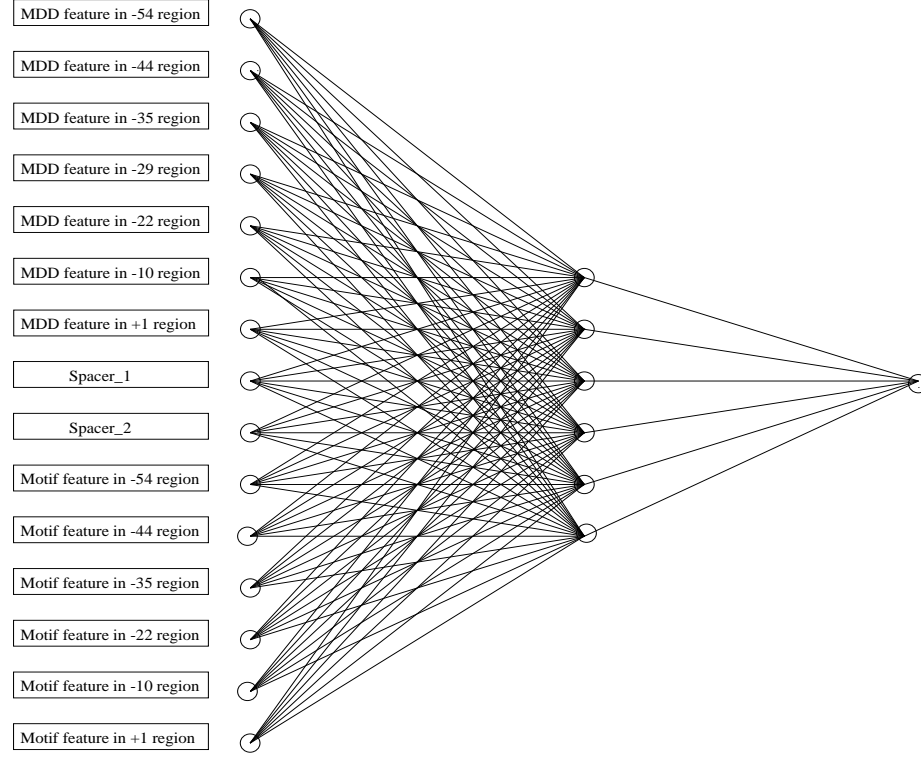 MDD feature in -54 region
MDD feature in -44 region
MDD feature in -35 region
MDD feature in -29 region
MDD feature in -22 region
MDD feature in -10 region
MDD feature in +1 region
Spacer_1
Spacer_2
Motif feature in -54 region
Motif feature in -44 region
Motif feature in -35 region
Motif feature in -22 region
Motif feature in -10 region
Motif feature in +1 region